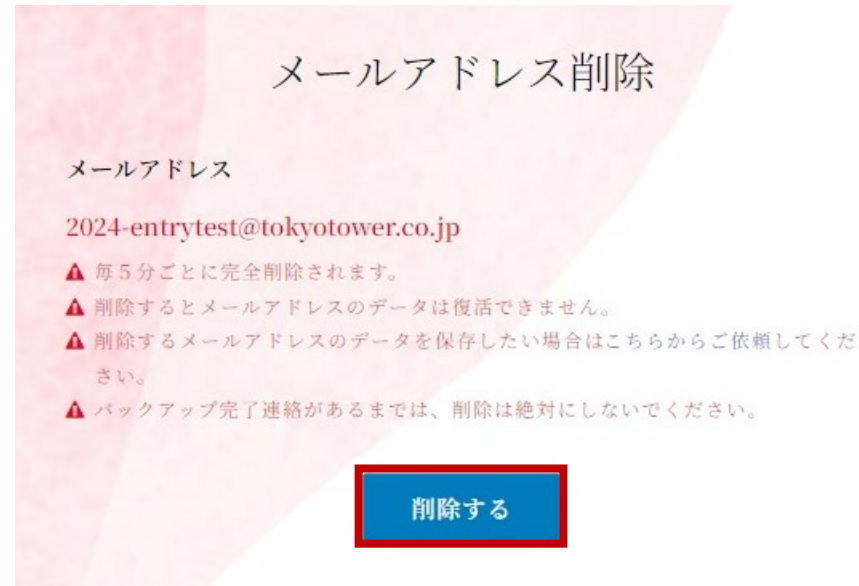 メールアドレス削除
メールアドレス
2024-entrytest@tokyotower.co.jp
毎５分ごとに完全削除されます。
削除するとメールアドレスのデータは復活できません。
削除するメールアドレスのデータを保存したい場合はこちらからご依頼してくだ
さい。
バックアップ完了連絡があるまでは、削除は絶対にしないでください。
削除する